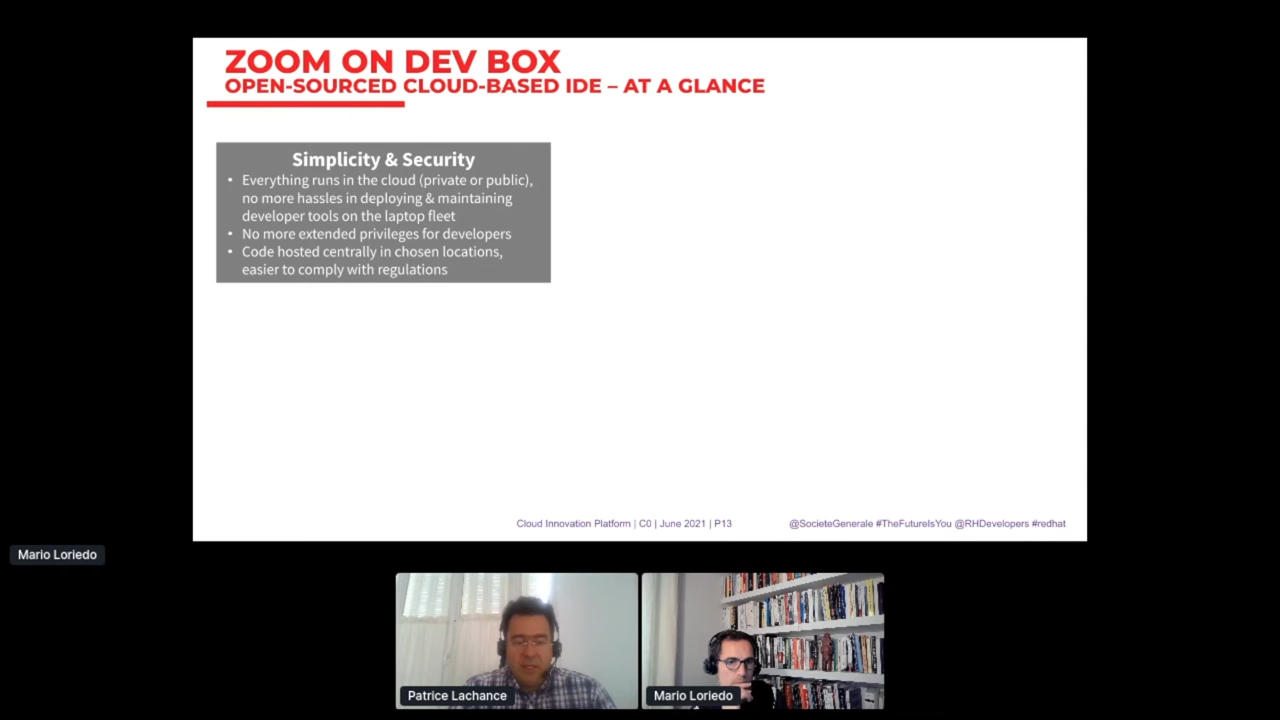 ZOOM ON DEV BOX
OPEN-SOURCED CLOUD-BASED IDE – AT A GLANCE
Simplicity & Security
• Everything runs in the cloud (private or public),
no more hassles in deploying & maintaining
developer tools on the laptop fleet
• No more extended privileges for developers
• Code hosted centrally in chosen locations,
easier to comply with regulations
Cloud Innovation Platform | C0 | June 2021 | P13
@SocieteGenerale #TheFutureIsYou @RHDevelopers #redhat
Mario Loriedo
Patrice Lachance
Mario Loriedo